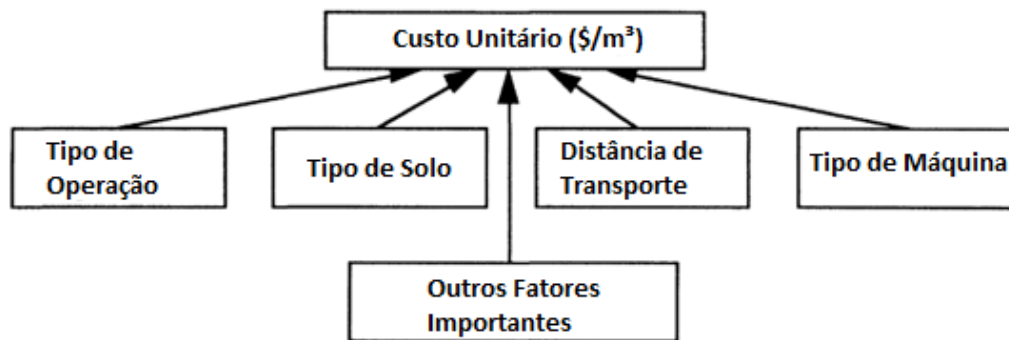 Custo Unitário ($/m³)
Tipo de
Operação
Tipo de Solo
Distância de
Transporte
Tipo de Máquina
Outros Fatores
Importantes